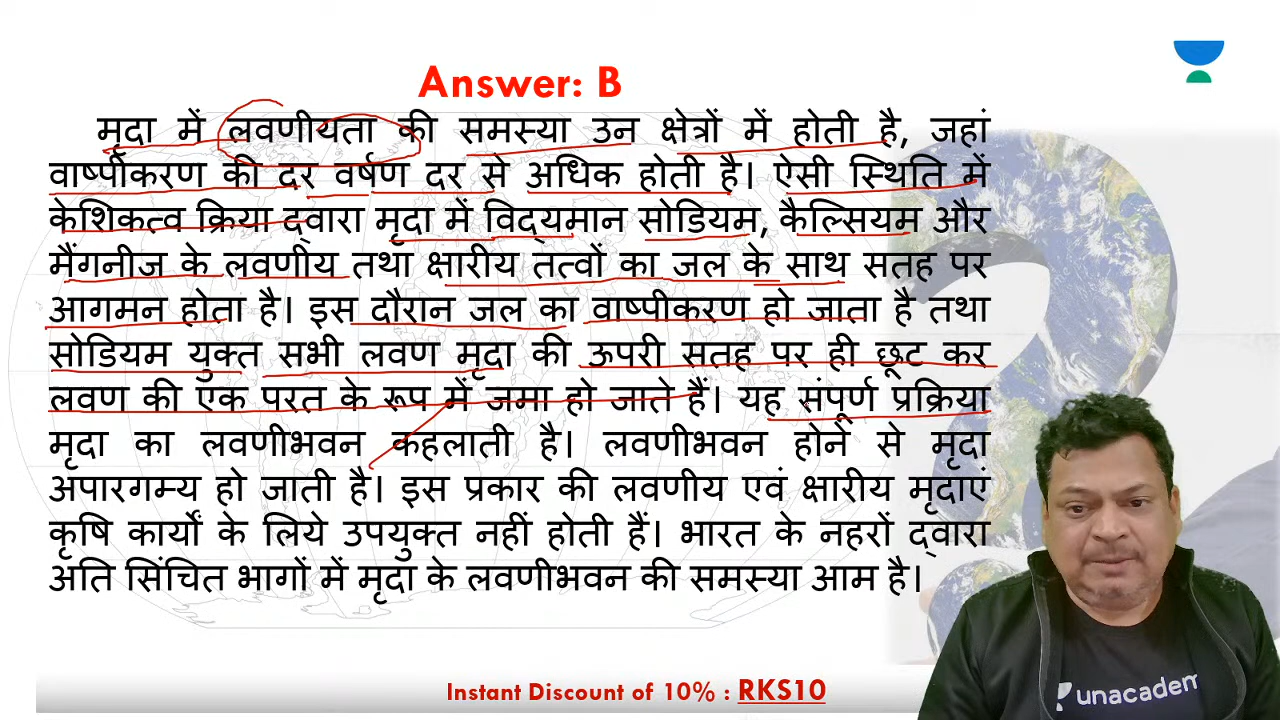 Answer: B
मृदा में लवणीयता की समस्या उन क्षेत्रों में होती है, जहां
वाष्पीकरण की दर वर्षण दर से अधिक होती है। ऐसी स्थिति में
केशिकत्व क्रिया द्वारा मृदा में विद्यमान सोडियम, कैल्सियम और
मैंगनीज के लवणीय तथा क्षारीय तत्वों का जल के साथ सतह पर
आगमन होता है। इस दौरान जल का वाष्पीकरण हो जाता है तथा
सोडियम युक्त सभी लवण मृदा की ऊपरी सतह पर ही छूट कर
लवण की एक परत के रूप में जमा हो जाते हैं। यह संपूर्ण प्रक्रिया
मृदा का लवणीभवन कहलाती है। लवणीभवन होने से मृदा
अपारगम्य हो जाती है। इस प्रकार की लवणीय एवं क्षारीय मृदाएं
कृषि कार्यों के लिये उपयुक्त नहीं होती हैं। भारत के नहरों द्वारा
अति सिंचित भागों में मृदा के लवणीभवन की समस्या आम है।
Instant Discount of 10% : RKS10
unacadem